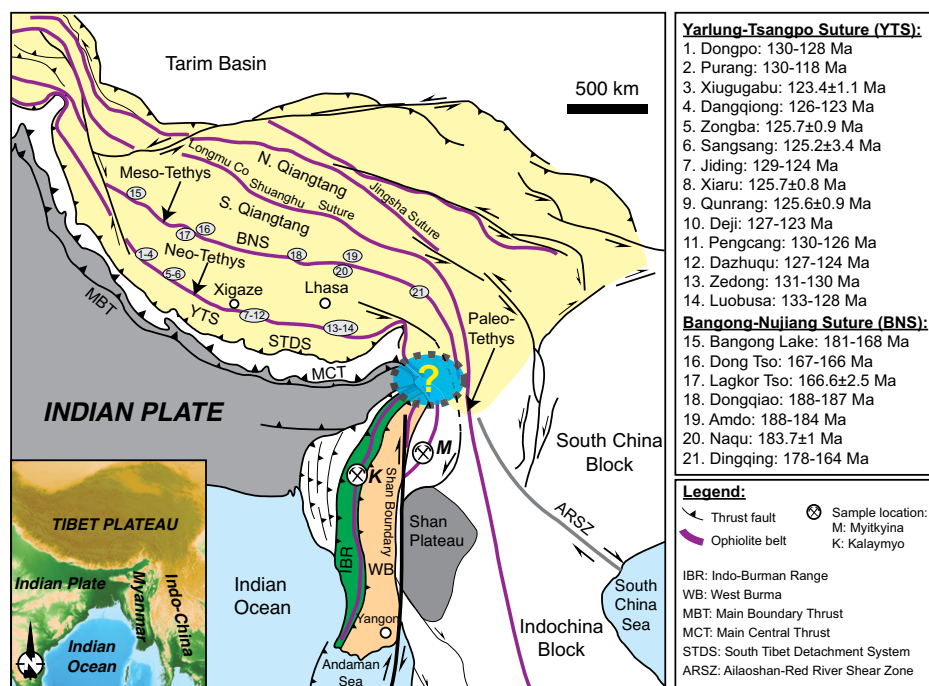 Tarim Basin
500 km
N. Qiangtang
Longmu Co Shuanghu Suture
Jingsha Suture
Meso-Tethys
S. Qiangtang
15
16
17
BNS
18
19
20
21
1-4
Neo-Tethys
5-6
Xigaze
Lhasa
7-12
13-14
YTS
STDS
MBT
MCT
Paleo-
Tethys
?
INDIAN PLATE
South China
Block
M
K
Shan Boundary
Shan
Plateau
ARSZ
IBR
WB
Indian
Ocean
Yangon
Andaman
Sea
Indochina
Block
South
China
Sea
TIBET PLATEAU
Indian Plate
Myanmar
Indo-China
Indian
Ocean
N
Yarlung-Tsangpo Suture (YTS):
1. Dongpo: 130-128 Ma
2. Purang: 130-118 Ma
3. Xiugugabu: 123.4±1.1 Ma
4. Dangqiong: 126-123 Ma
5. Zongba: 125.7±0.9 Ma
6. Sangsang: 125.2±3.4 Ma
7. Jiding: 129-124 Ma
8. Xiaru: 125.7±0.8 Ma
9. Qunrang: 125.6±0.9 Ma
10. Deji: 127-123 Ma
11. Pengcang: 130-126 Ma
12. Dazhuqu: 127-124 Ma
13. Zedong: 131-130 Ma
14. Luobusa: 133-128 Ma
Bangong-Nujiang Suture (BNS):
15. Bangong Lake: 181-168 Ma
16. Dong Tso: 167-166 Ma
17. Lagkor Tso: 166.6±2.5 Ma
18. Dongqiao: 188-187 Ma
19. Amdo: 188-184 Ma
20. Naqu: 183.7±1 Ma
21. Dingqing: 178-164 Ma
Legend:
Thrust fault
Ophiolite belt
Sample location:
M: Myitkyina
K: Kalaymyo
IBR: Indo-Burman Range
WB: West Burma
MBT: Main Boundary Thrust
MCT: Main Central Thrust
STDS: South Tibet Detachment System
ARSZ: Ailaoshan-Red River Shear Zone